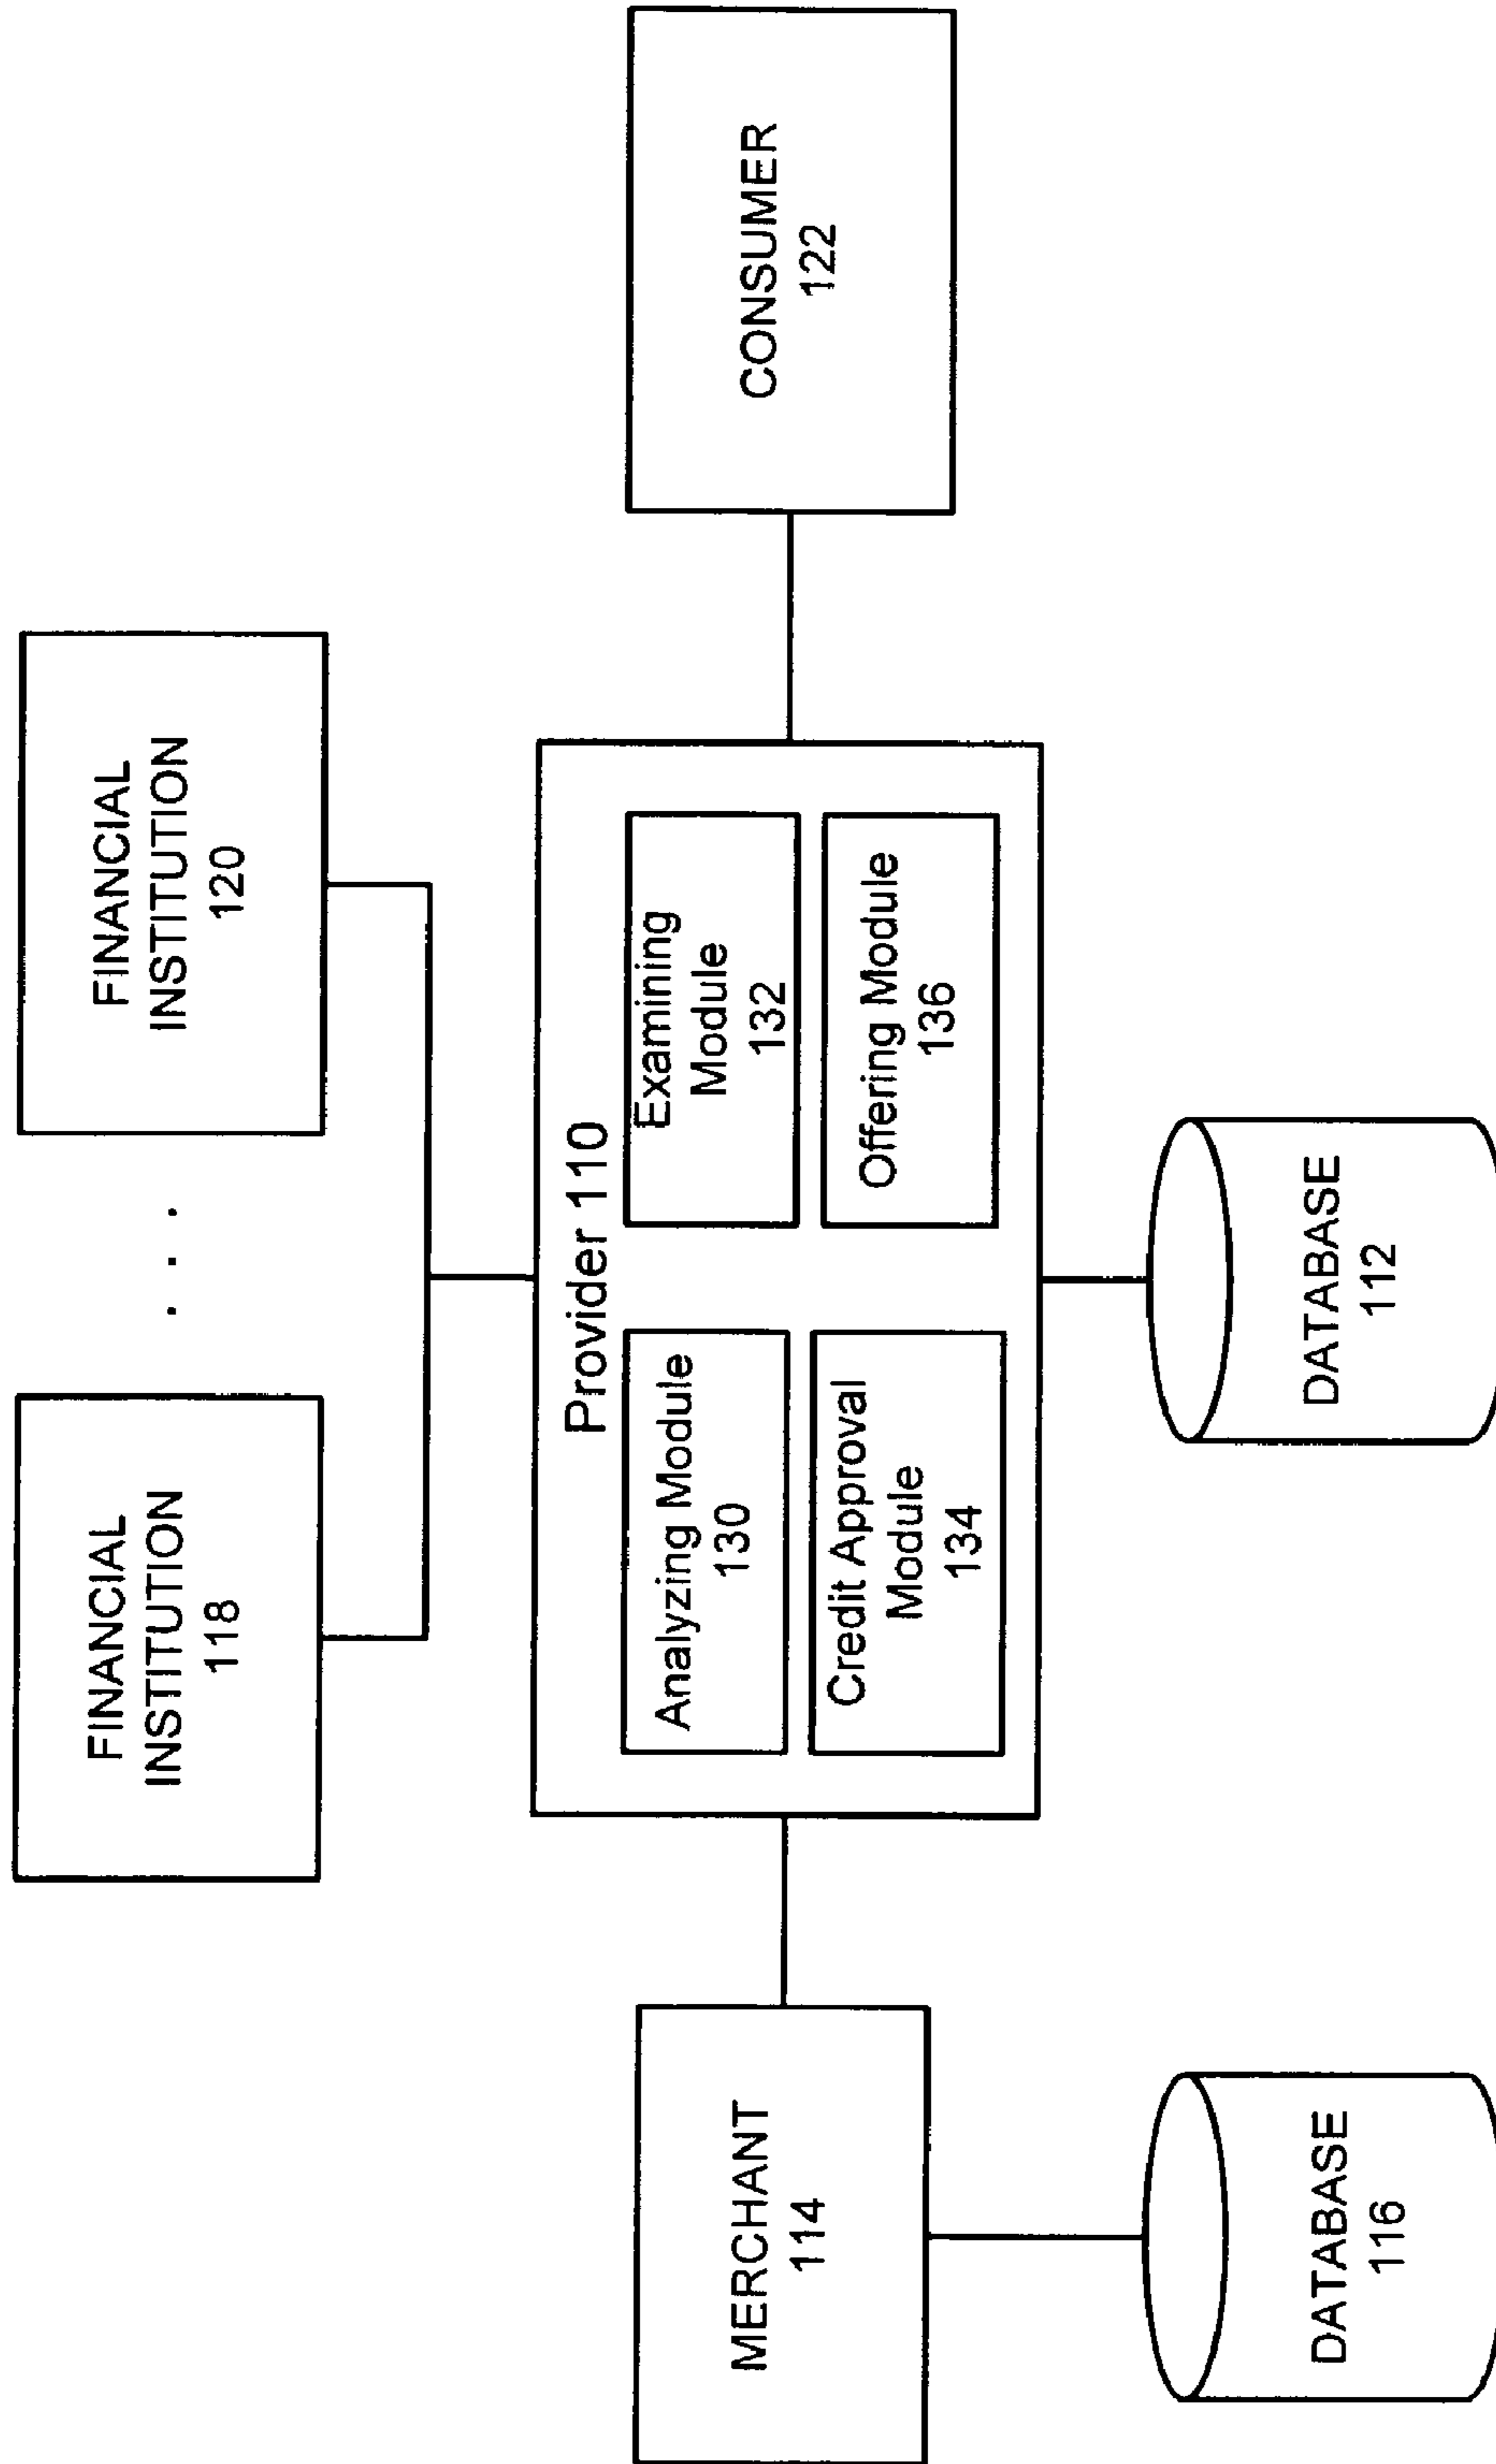 FINANCIAL
INSTITUTION
118
. . .
FINANCIAL
INSTITUTION
120
MERCHANT
114
Provider 110
Analyzing Module
130
Examining
Module
132
Credit Approval
Module
134
Offering Module
136
CONSUMER
122
DATABASE
116
DATABASE
112